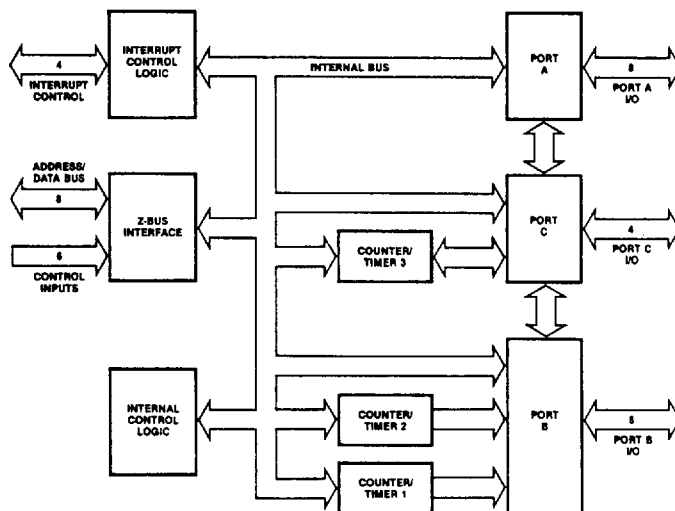 INTERRUPT
CONTROL
LOGIC
4
INTERRUPT
CONTROL
INTERNAL BUS
PORT
A
8
PORT A
I/O
ADDRESS/
DATA BUS
8
Z-BUS
INTERFACE
6
CONTROL
INPUTS
PORT
C
4
PORT C
I/O
COUNTER/
TIMER 3
INTERNAL
CONTROL
LOGIC
COUNTER/
TIMER 2
COUNTER/
TIMER 1
PORT
B
8
PORT B
I/O